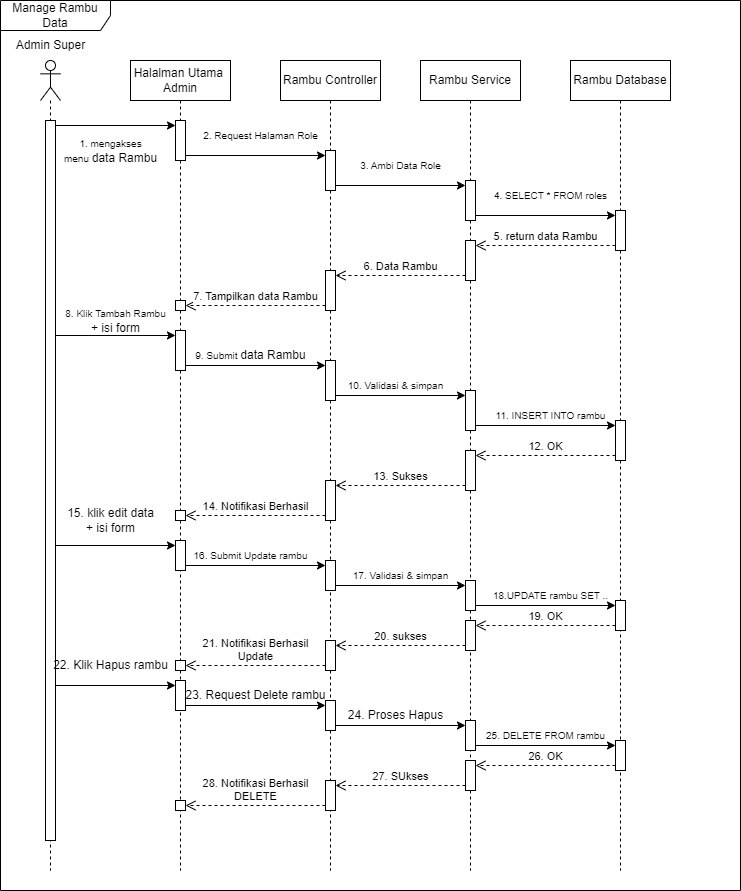 Manage Rambu
Data
Admin Super
Halalman Utama
Admin
Rambu Controller
Rambu Service
Rambu Database
1. mengakses
menu data Rambu
2. Request Halaman Role
3. Ambi Data Role
4. SELECT * FROM roles
5. return data Rambu
6. Data Rambu
7. Tampilkan data Rambu
8. Klik Tambah Rambu
+ isi form
9. Submit data Rambu
10. Validasi & simpan
11. INSERT INTO rambu
12. OK
13. Sukses
14. Notifikasi Berhasil
15. klik edit data
+ isi form
16. Submit Update rambu
17. Validasi & simpan
18.UPDATE rambu SET ..
19. OK
20. sukses
21. Notifikasi Berhasil
Update
22. Klik Hapus rambu
23. Request Delete rambu
24. Proses Hapus
25. DELETE FROM rambu
26. OK
27. SUkses
28. Notifikasi Berhasil
DELETE